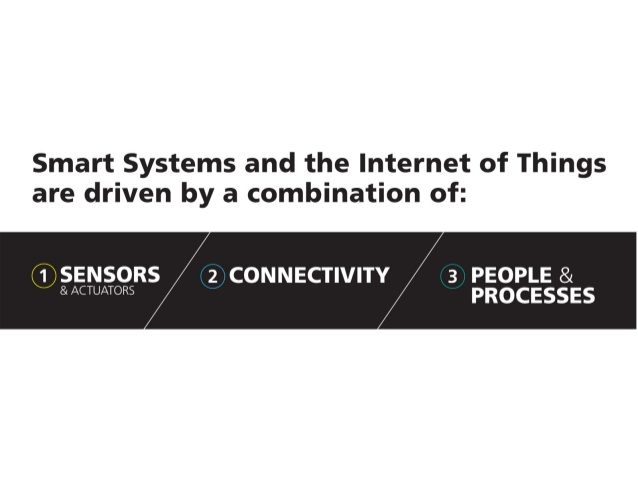 Smart Systems and the Internet of Things
are driven by a combination of:
1 SENSORS
& ACTUATORS
2 CONNECTIVITY
3 PEOPLE &
PROCESSES